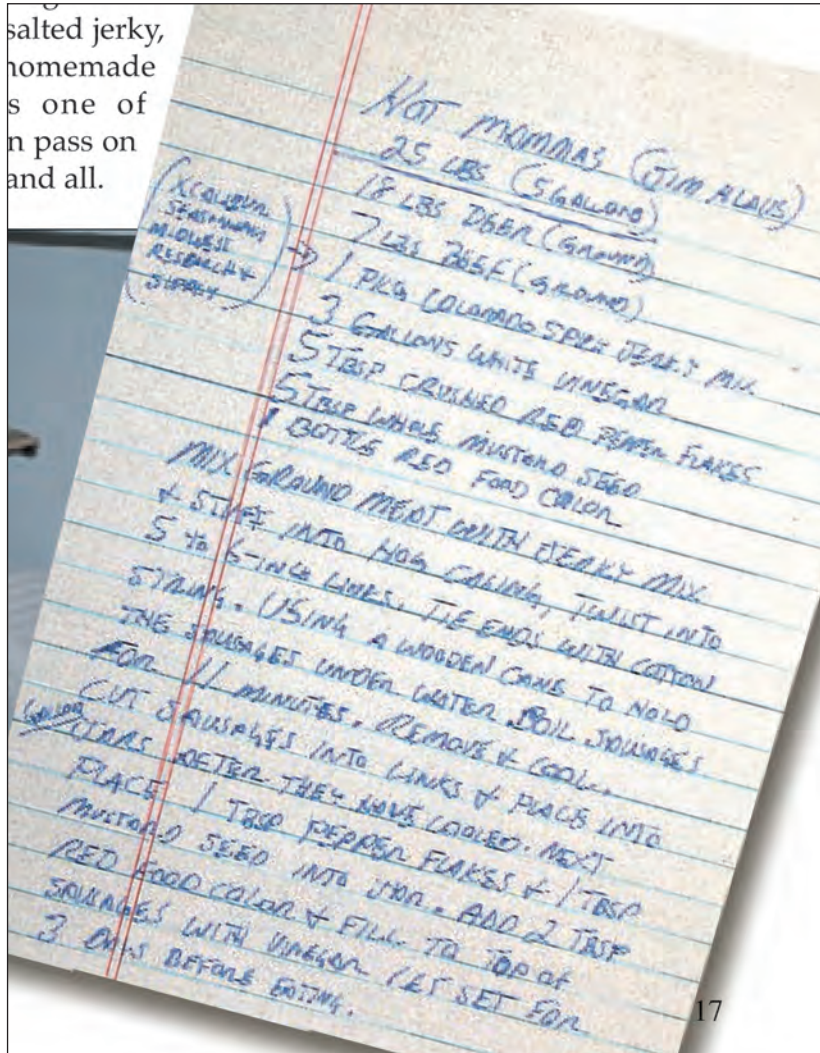 salted jerky,
homemade
s one of
n pass on
and all.
HOT MOMMAS (JIM KLAUS)
25 LBS (5 GALLONS)
18 LBS DEER (GROUND)
7 LBS BEEF (GROUND)
(XCALIBUR
SEASONING
MIDWEST
RESEARCH &
SUPPLY)
→ 1 PKG COLORADO SPICY JERKY MIX
3 GALLONS WHITE VINEGAR
5 TBSP CRUSHED RED PEPPER FLAKES
5 TBSP WHOLE MUSTARD SEED
1 BOTTLE RED FOOD COLOR
MIX GROUND MEAT WITH JERKY MIX
& STUFF INTO HOG CASING, TWIST INTO
5 TO 6-INCH LINKS. TIE ENDS WITH COTTON
STRING. USING A WOODEN CANE TO HOLD
THE SAUSAGES UNDER WATER BOIL SAUSAGES
FOR 11 MINUTES. REMOVE & COOL.
CUT SAUSAGES INTO LINKS & PLACE INTO
GALLON JARS AFTER THEY HAVE COOLED. NEXT
PLACE 1 TBSP PEPPER FLAKES & 1 TBSP
MUSTARD SEED INTO JAR. ADD 2 TBSP
RED FOOD COLOR & FILL TO TOP OF
SAUSAGES WITH VINEGAR LET SET FOR
3 DAYS BEFORE EATING.
17